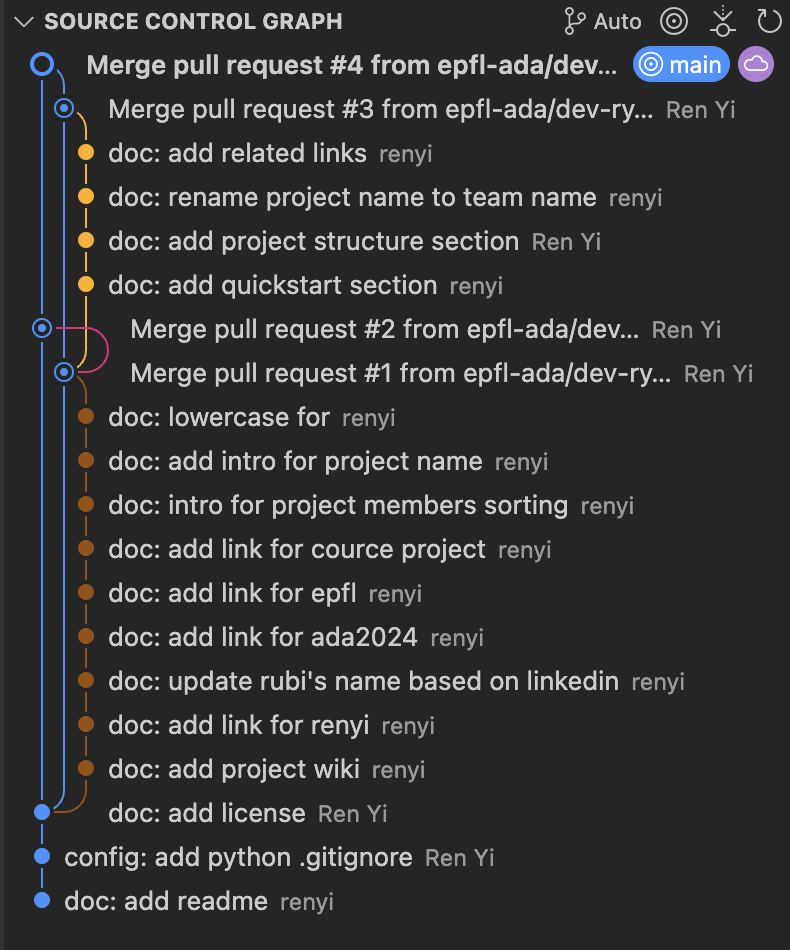 SOURCE CONTROL GRAPH Auto
Merge pull request #4 from epfl-ada/dev... main
Merge pull request #3 from epfl-ada/dev-ry... Ren Yi
doc: add related links renyi
doc: rename project name to team name renyi
doc: add project structure section Ren Yi
doc: add quickstart section renyi
Merge pull request #2 from epfl-ada/dev... Ren Yi
Merge pull request #1 from epfl-ada/dev-ry... Ren Yi
doc: lowercase for renyi
doc: add intro for project name renyi
doc: intro for project members sorting renyi
doc: add link for cource project renyi
doc: add link for epfl renyi
doc: add link for ada2024 renyi
doc: update rubi's name based on linkedin renyi
doc: add link for renyi renyi
doc: add project wiki renyi
doc: add license Ren Yi
config: add python .gitignore Ren Yi
doc: add readme renyi